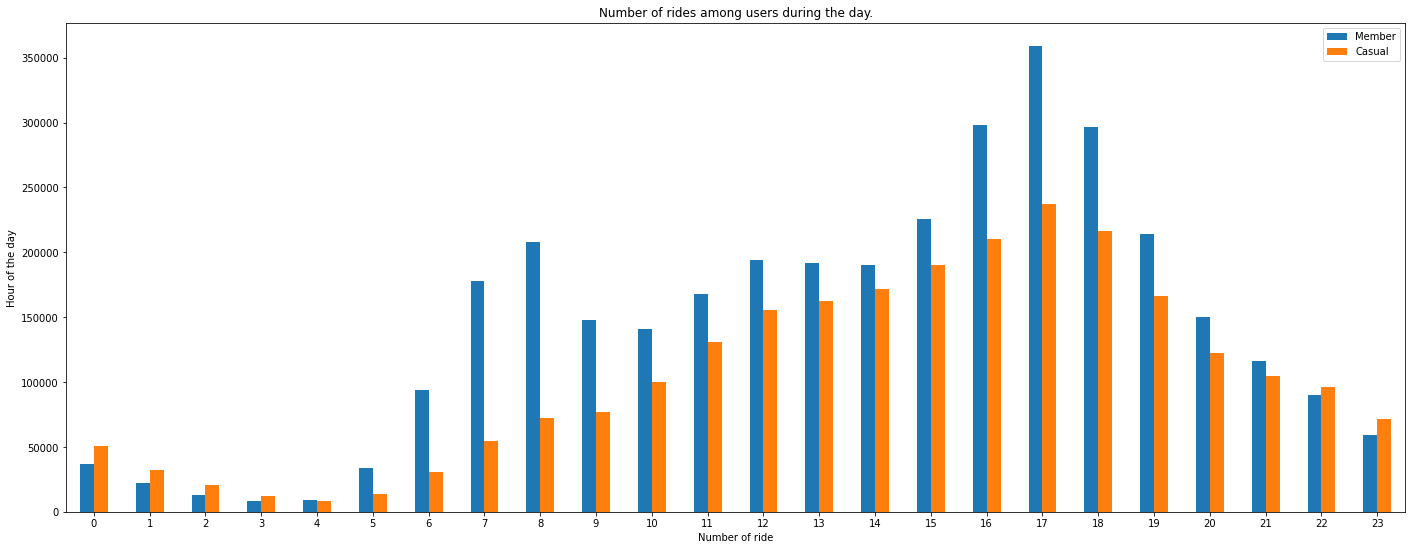 Number of rides among users during the day.
Member
Casual
350000
300000
250000
200000
150000
100000
50000
0
Hour of the day
0 1 2 3 4 5 6 7 8 9 10 11 12 13 14 15 16 17 18 19 20 21 22 23
Number of ride